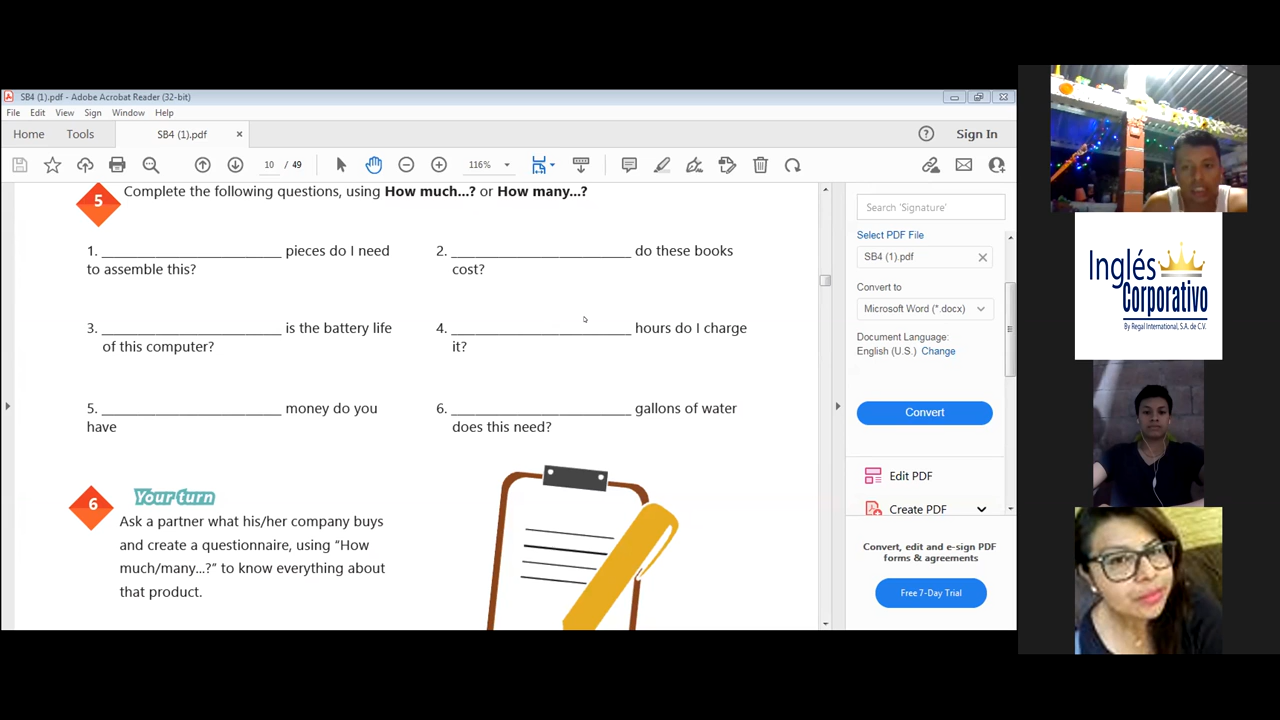 SB4 (1).pdf - Adobe Acrobat Reader (32-bit)
File Edit View Sign Window Help
Home Tools SB4 (1).pdf × Sign In
10 / 49 116%
5 Complete the following questions, using How much...? or How many...?
1. ____________________ pieces do I need
to assemble this?
2. ____________________ do these books
cost?
3. ____________________ is the battery life
of this computer?
4. ____________________ hours do I charge
it?
5. ____________________ money do you
have
6. ____________________ gallons of water
does this need?
6 Your turn
Ask a partner what his/her company buys
and create a questionnaire, using “How
much/many...?” to know everything about
that product.
Search 'Signature'
Select PDF File
SB4 (1).pdf
Convert to
Microsoft Word (*.docx)
Document Language:
English (U.S.) Change
Convert
Edit PDF
Create PDF
Convert, edit and e-sign PDF
forms & agreements
Free 7-Day Trial
Inglés
Corporativo
By Regal International, S.A. de C.V.